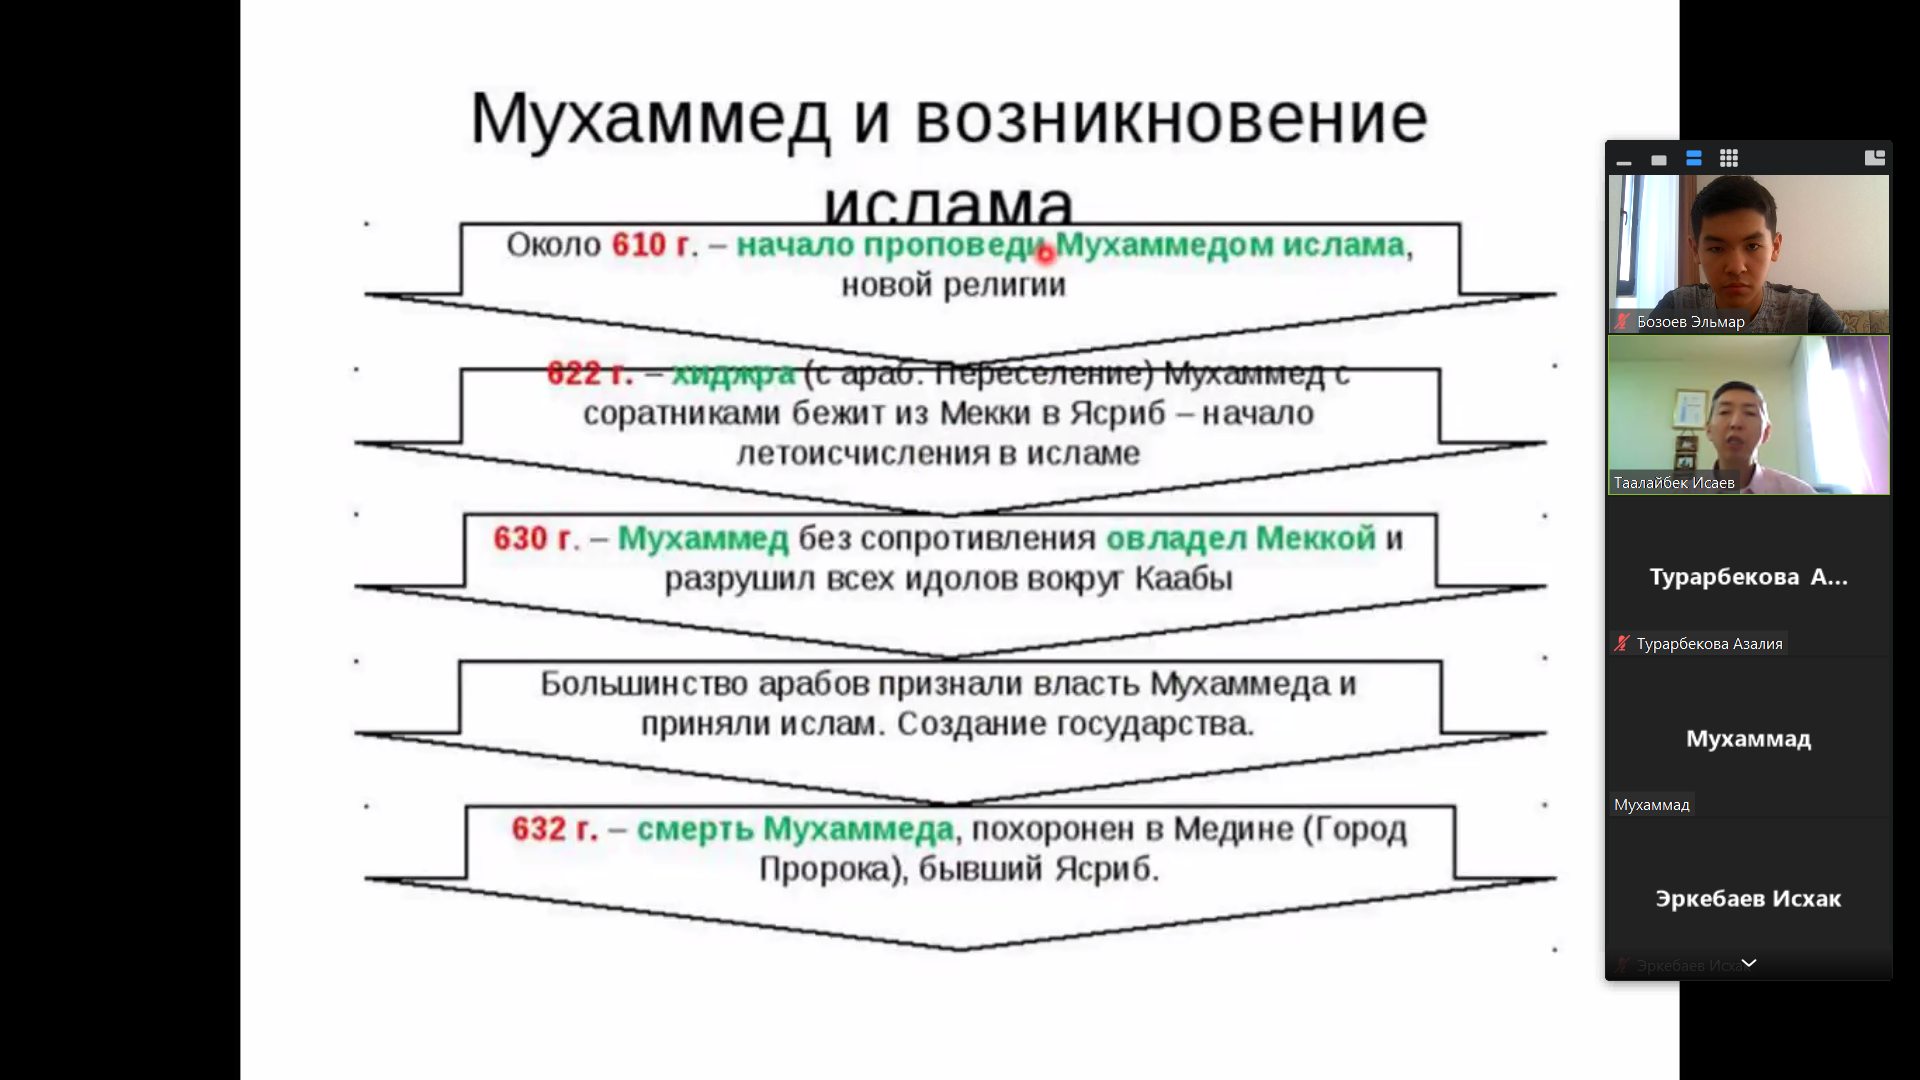 Мухаммед и возникновение
ислама
Около 610 г. – начало проповеди Мухаммедом ислама,
новой религии
622 г. – хиджра (с араб. Переселение) Мухаммед с
соратниками бежит из Мекки в Ясриб – начало
летоисчисления в исламе
630 г. – Мухаммед без сопротивления овладел Меккой и
разрушил всех идолов вокруг Каабы
Большинство арабов признали власть Мухаммеда и
приняли ислам. Создание государства.
632 г. – смерть Мухаммеда, похоронен в Медине (Город
Пророка), бывший Ясриб.
Бозоев Эльмар
Таалайбек Исаев
Турарбекова А...
Турарбекова Азалия
Мухаммад
Мухаммад
Эркебаев Исхак
Эркебаев Исхак